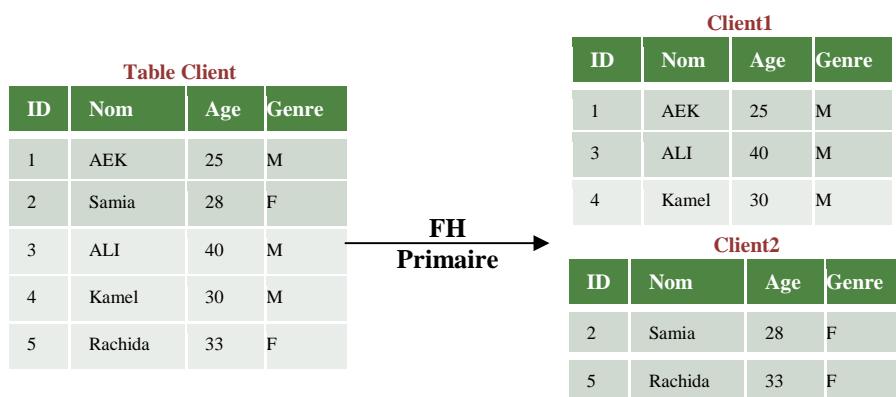 Table Client
ID Nom Age Genre
1 AEK 25 M
2 Samia 28 F
3 ALI 40 M
4 Kamel 30 M
5 Rachida 33 F
FH
Primaire
Client1
ID Nom Age Genre
1 AEK 25 M
3 ALI 40 M
4 Kamel 30 M
Client2
ID Nom Age Genre
2 Samia 28 F
5 Rachida 33 F